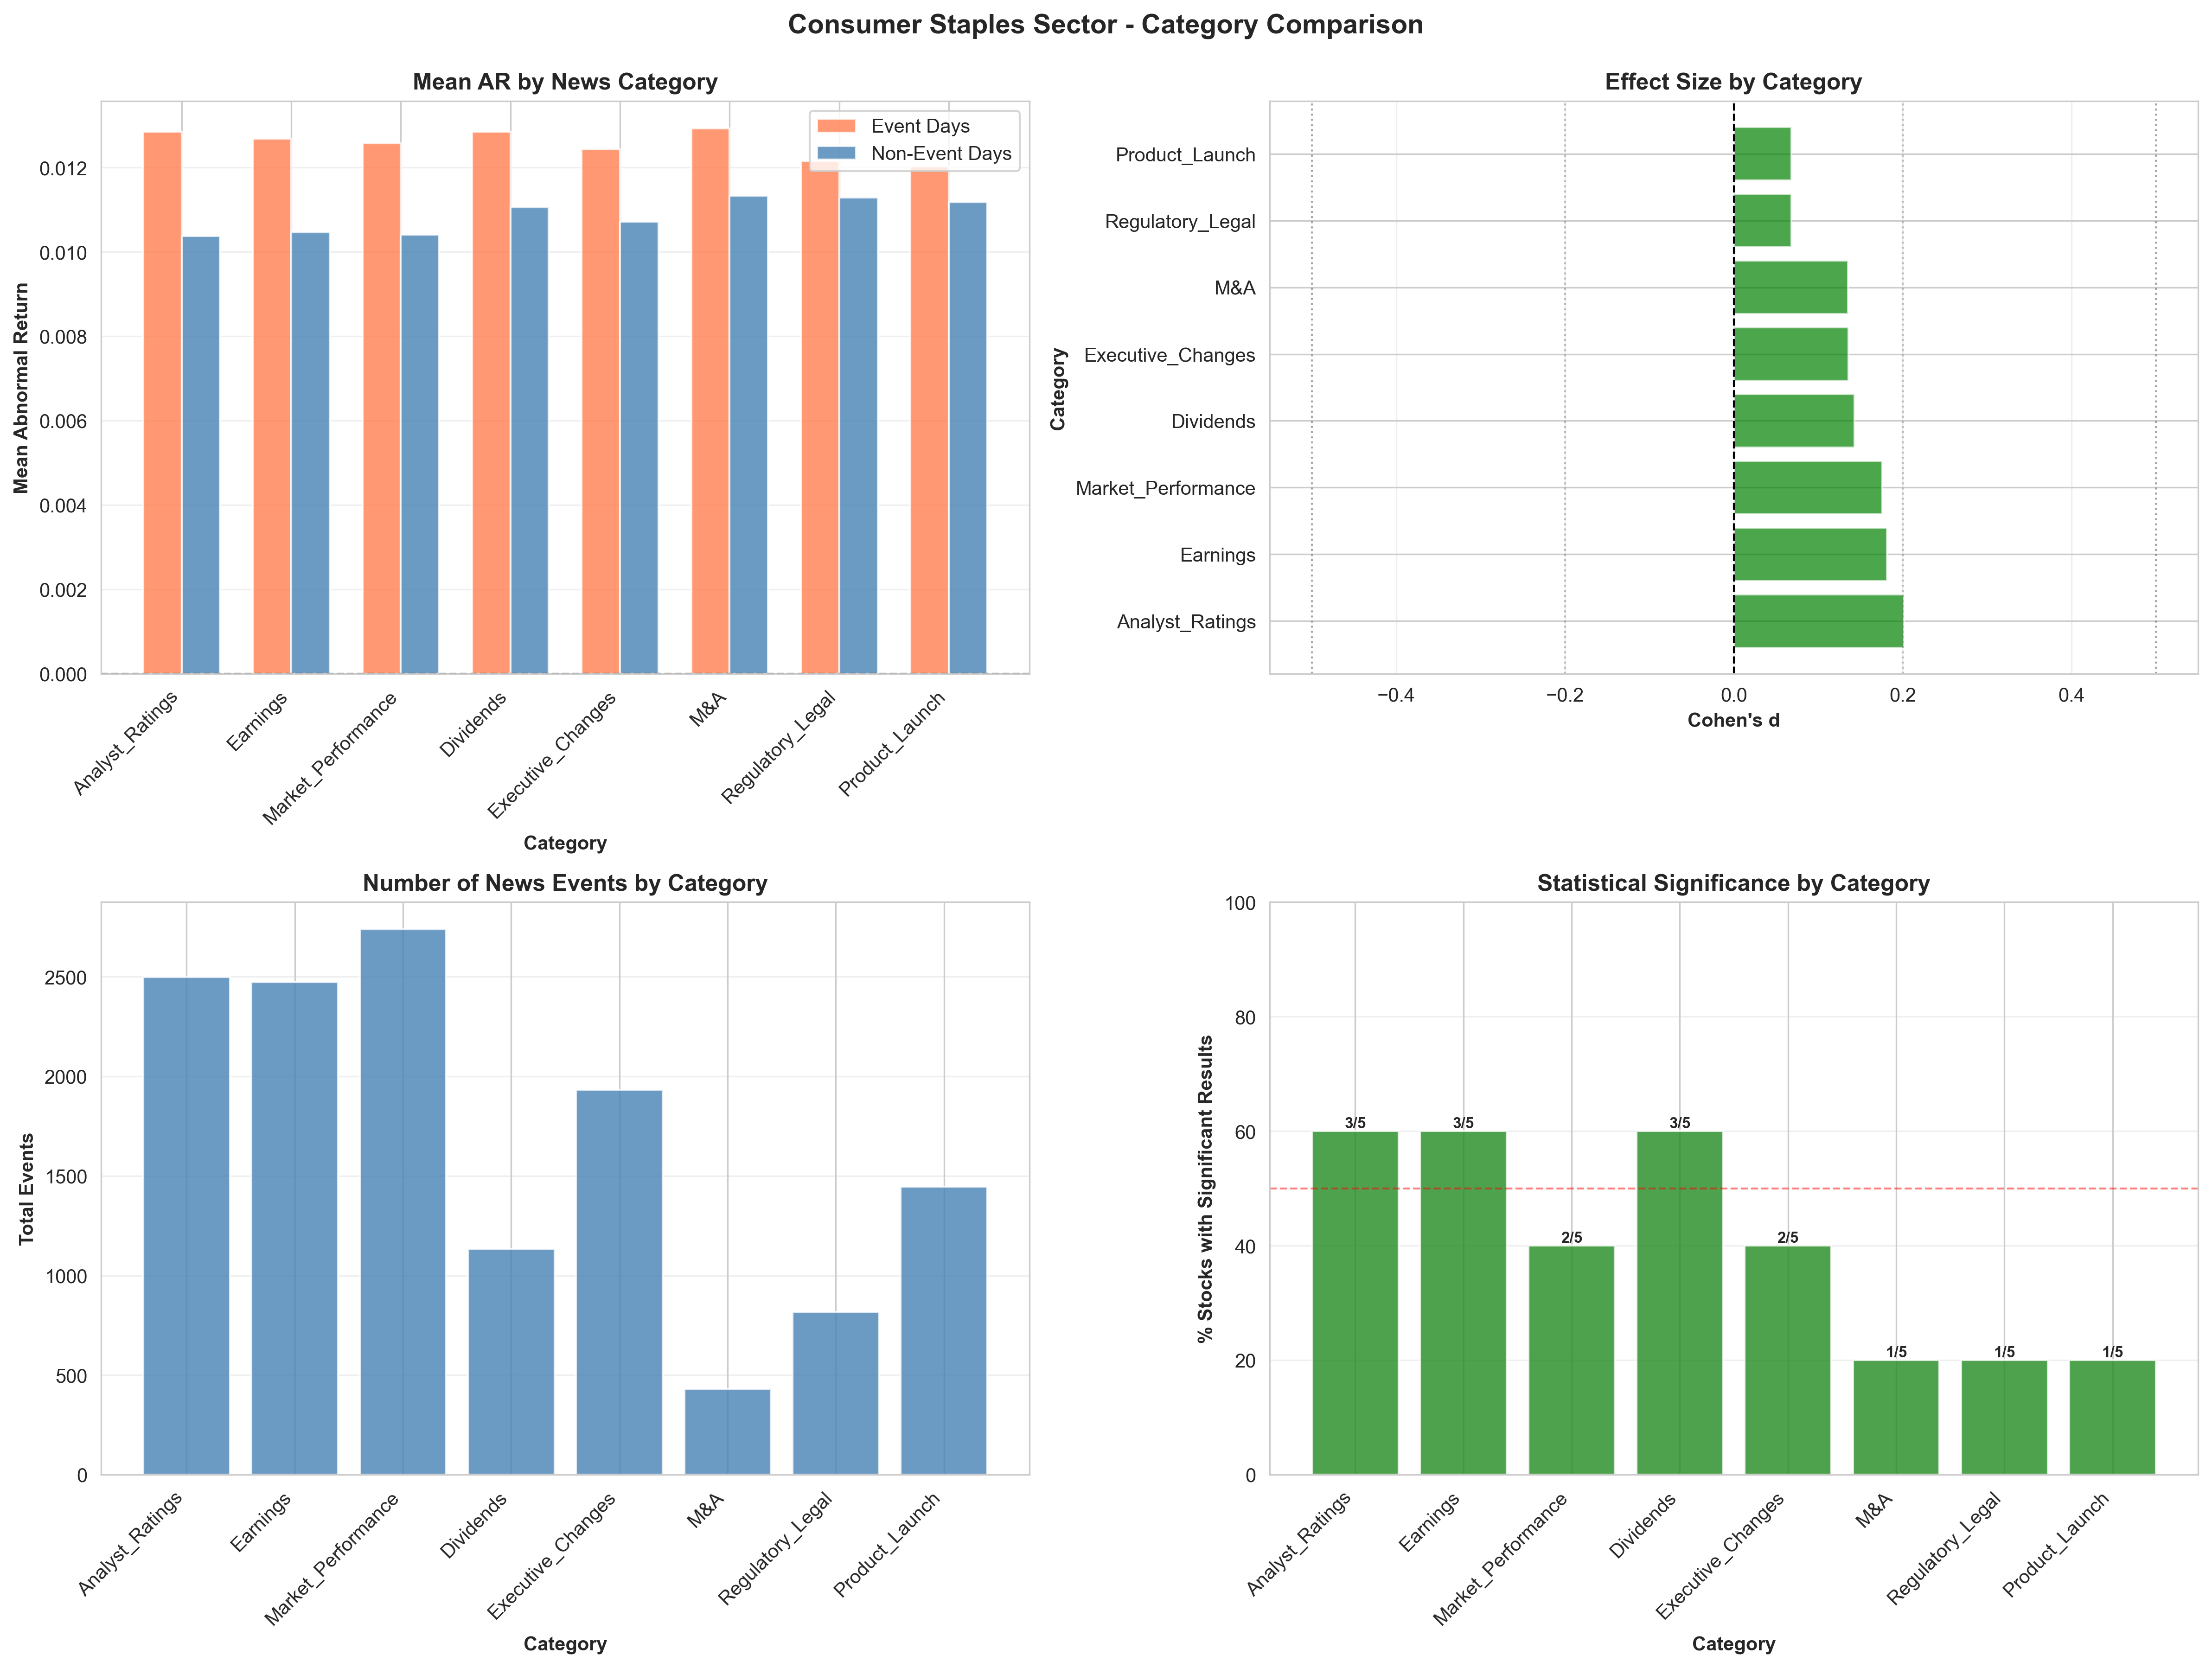 Consumer Staples Sector - Category Comparison
Mean AR by News Category
Event Days
Non-Event Days
Mean Abnormal Return
0.012
0.010
0.008
0.006
0.004
0.002
0.000
Analyst_Ratings
Earnings
Market_Performance
Dividends
Executive_Changes
M&A
Regulatory_Legal
Product_Launch
Category
Effect Size by Category
Category
Product_Launch
Regulatory_Legal
M&A
Executive_Changes
Dividends
Market_Performance
Earnings
Analyst_Ratings
−0.4
−0.2
0.0
0.2
0.4
Cohen's d
Number of News Events by Category
Total Events
2500
2000
1500
1000
500
0
Analyst_Ratings
Earnings
Market_Performance
Dividends
Executive_Changes
M&A
Regulatory_Legal
Product_Launch
Category
Statistical Significance by Category
% Stocks with Significant Results
100
80
60
40
20
0
3/5
3/5
2/5
3/5
2/5
1/5
1/5
1/5
Analyst_Ratings
Earnings
Market_Performance
Dividends
Executive_Changes
M&A
Regulatory_Legal
Product_Launch
Category